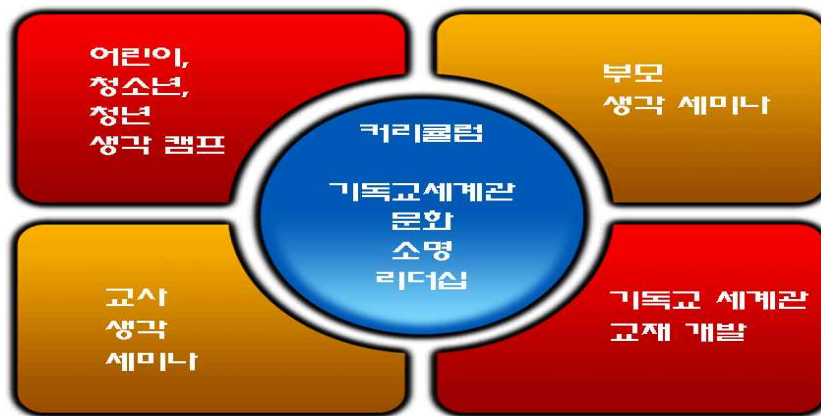 어린이,
청소년,
청년
생각 캠프
부모
생각 세미나
커리큘럼
기독교세계관
문화
소명
리더십
교사
생각
세미나
기독교 세계관
교재 개발